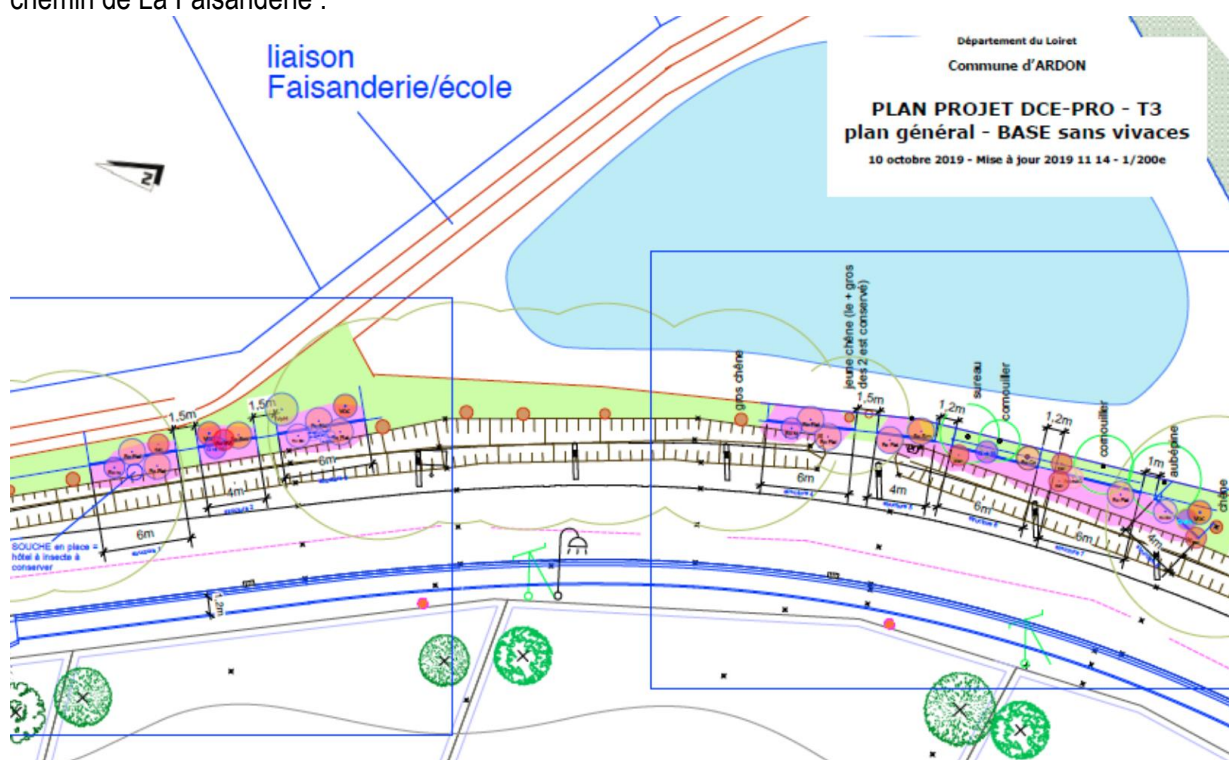 chemin de La Faisanderie :
liaison
Faisanderie/école
Département du Loiret
Commune d'ARDON
PLAN PROJET DCE-PRO - T3
plan général - BASE sans vivaces
10 octobre 2019 - Mise à jour 2019 11 14 - 1/200e
N
gros chêne
jeune chêne (le + gros
des 2 est conservé)
sureau
cornouiller
cornouiller
aubépine
chêne
1,5m
1,5m
1,5m
1,2m
1,2m
1m
6m
4m
6m
6m
4m
6m
6m
4m
SOUCHE en place =
hôtel à insecte à
conserver
1,2m